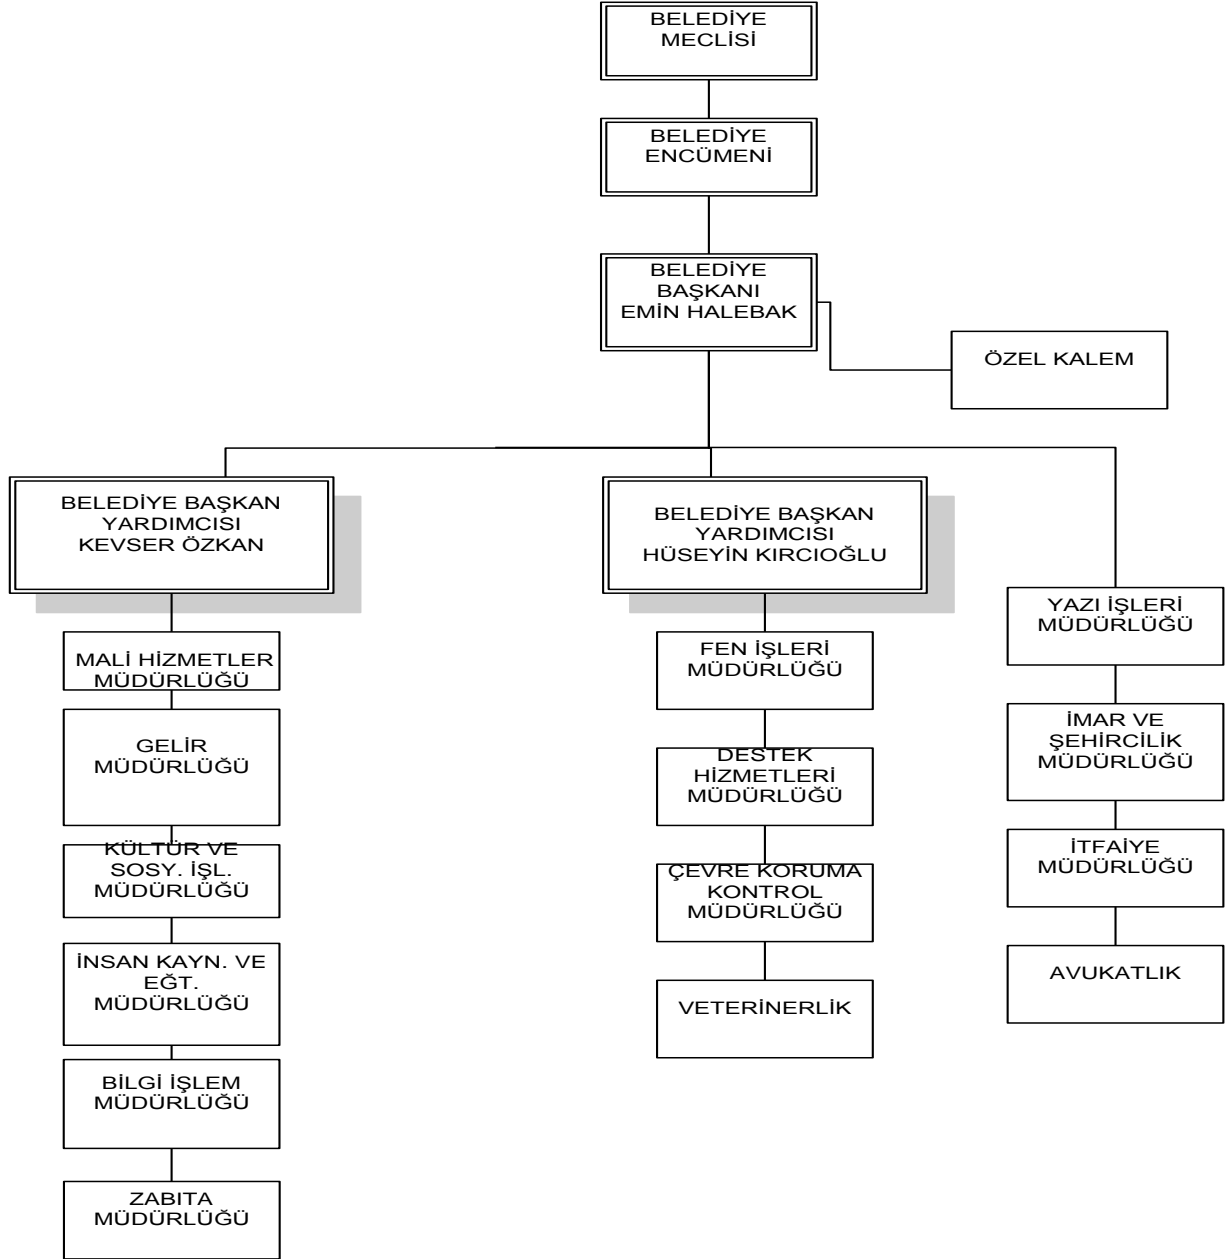 BELEDİYE
MECLİSİ
BELEDİYE
ENCÜMENİ
BELEDİYE
BAŞKANI
EMİN HALEBAK
ÖZEL KALEM
BELEDİYE BAŞKAN
YARDIMCISI
KEVSER ÖZKAN
MALİ HİZMETLER
MÜDÜRLÜĞÜ
GELİR
MÜDÜRLÜĞÜ
KÜLTÜR VE
SOSY. İŞL.
MÜDÜRLÜĞÜ
İNSAN KAYN. VE
EĞT.
MÜDÜRLÜĞÜ
BİLGİ İŞLEM
MÜDÜRLÜĞÜ
ZABITA
MÜDÜRLÜĞÜ
BELEDİYE BAŞKAN
YARDIMCISI
HÜSEYİN KIRCIOĞLU
FEN İŞLERİ
MÜDÜRLÜĞÜ
DESTEK
HİZMETLERİ
MÜDÜRLÜĞÜ
ÇEVRE KORUMA
KONTROL
MÜDÜRLÜĞÜ
VETERİNERLİK
YAZI İŞLERİ
MÜDÜRLÜĞÜ
İMAR VE
ŞEHİRCİLİK
MÜDÜRLÜĞÜ
İTFAİYE
MÜDÜRLÜĞÜ
AVUKATLIK